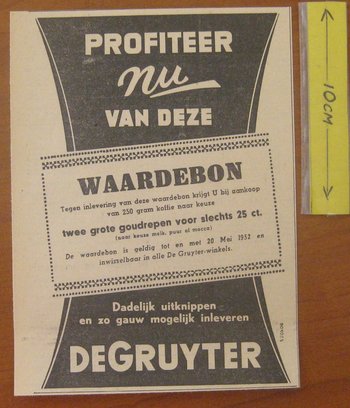 PROFITEER
nu
VAN DEZE
WAARDEBON
Tegen inlevering van deze waardebon krijgt U bij aankoop
van 250 gram koffie naar keuze
twee grote goudrepen voor slechts 25 ct.
(naar keuze melk, puur of mocca)
De waardebon is geldig tot en met 20 Mei 1952 en
inwisselbaar in alle De Gruyter-winkels.
Dadelijk uitknippen
en zo gauw mogelijk inleveren
DEGRUYTER
10CM